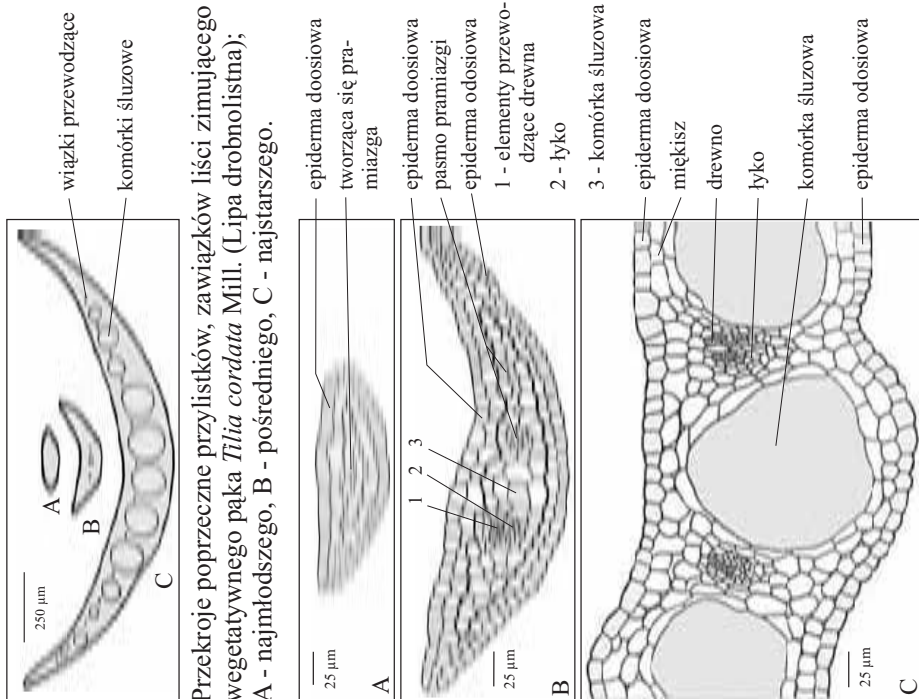 250 µm
A
B
C
wiązki przewodzące
komórki śluzowe
Przekroje poprzeczne przylistków, zawiązków liści zimującego
wegetatywnego pąka Tilia cordata Mill. (Lipa drobnolistna);
A - najmłodszego, B - pośredniego, C - najstarszego.
25 µm
A
epiderma doosiowa
tworząca się pra-
miazga
1
2
3
25 µm
B
epiderma doosiowa
pasmo pramiazgi
epiderma odosiowa
1 - elementy przewo-
dzące drewna
2 - łyko
3 - komórka śluzowa
25 µm
C
epiderma doosiowa
miękisz
drewno
łyko
komórka śluzowa
epiderma odosiowa